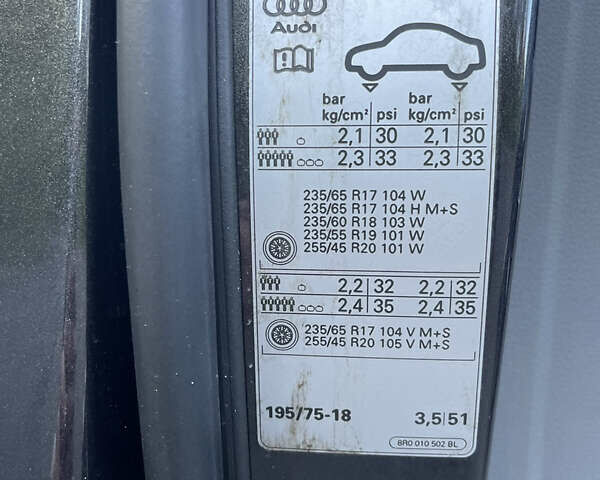 Audi
bar psi bar psi
kg/cm² kg/cm²
2,1 30 2,1 30
2,3 33 2,3 33
235/65 R17 104 W
235/65 R17 104 H M+S
235/60 R18 103 W
235/55 R19 101 W
255/45 R20 101 W
2,2 32 2,2 32
2,4 35 2,4 35
235/65 R17 104 V M+S
255/45 R20 105 V M+S
195/75-18 3,5 51
8R0 010 502 BL